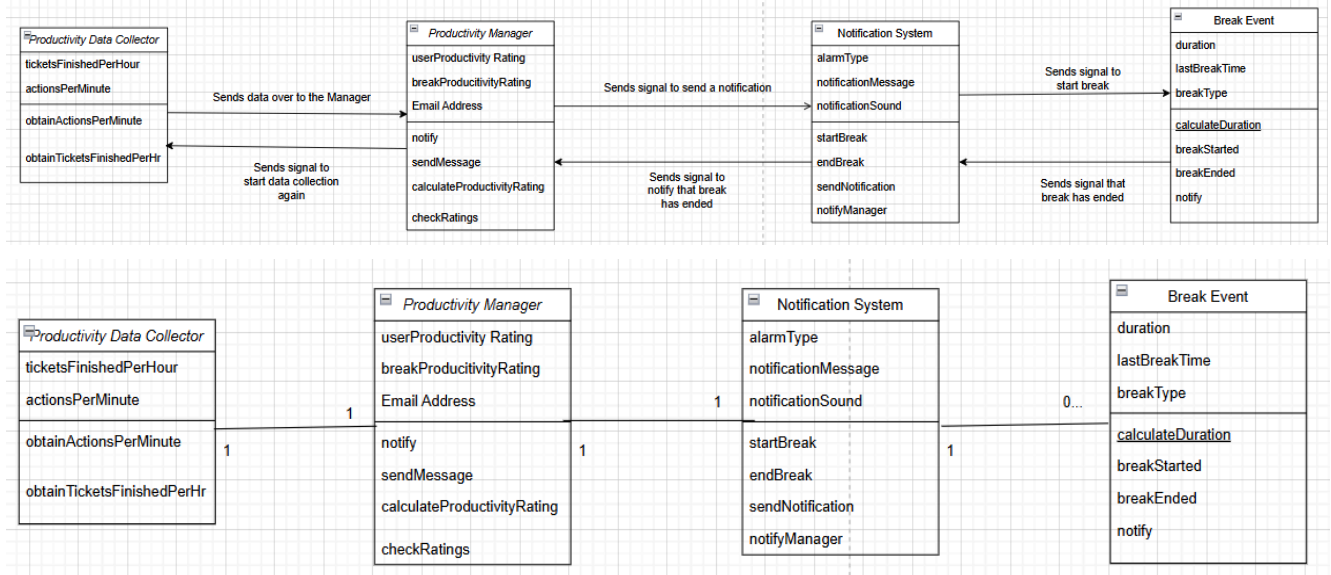 Productivity Data Collector
ticketsFinishedPerHour
actionsPerMinute
obtainActionsPerMinute
obtainTicketsFinishedPerHr
Sends data over to the Manager
Sends signal to
start data collection
again
Productivity Manager
userProductivity Rating
breakProducitivityRating
Email Address
notify
sendMessage
calculateProductivityRating
checkRatings
Sends signal to send a notification
Sends signal to
notify that break
has ended
Notification System
alarmType
notificationMessage
notificationSound
startBreak
endBreak
sendNotification
notifyManager
Sends signal to
start break
Sends signal that
break has ended
Break Event
duration
lastBreakTime
breakType
calculateDuration
breakStarted
breakEnded
notify
Productivity Data Collector
ticketsFinishedPerHour
actionsPerMinute
obtainActionsPerMinute
obtainTicketsFinishedPerHr
1
1
Productivity Manager
userProductivity Rating
breakProducitivityRating
Email Address
notify
sendMessage
calculateProductivityRating
checkRatings
1
1
Notification System
alarmType
notificationMessage
notificationSound
startBreak
endBreak
sendNotification
notifyManager
0...
1
Break Event
duration
lastBreakTime
breakType
calculateDuration
breakStarted
breakEnded
notify